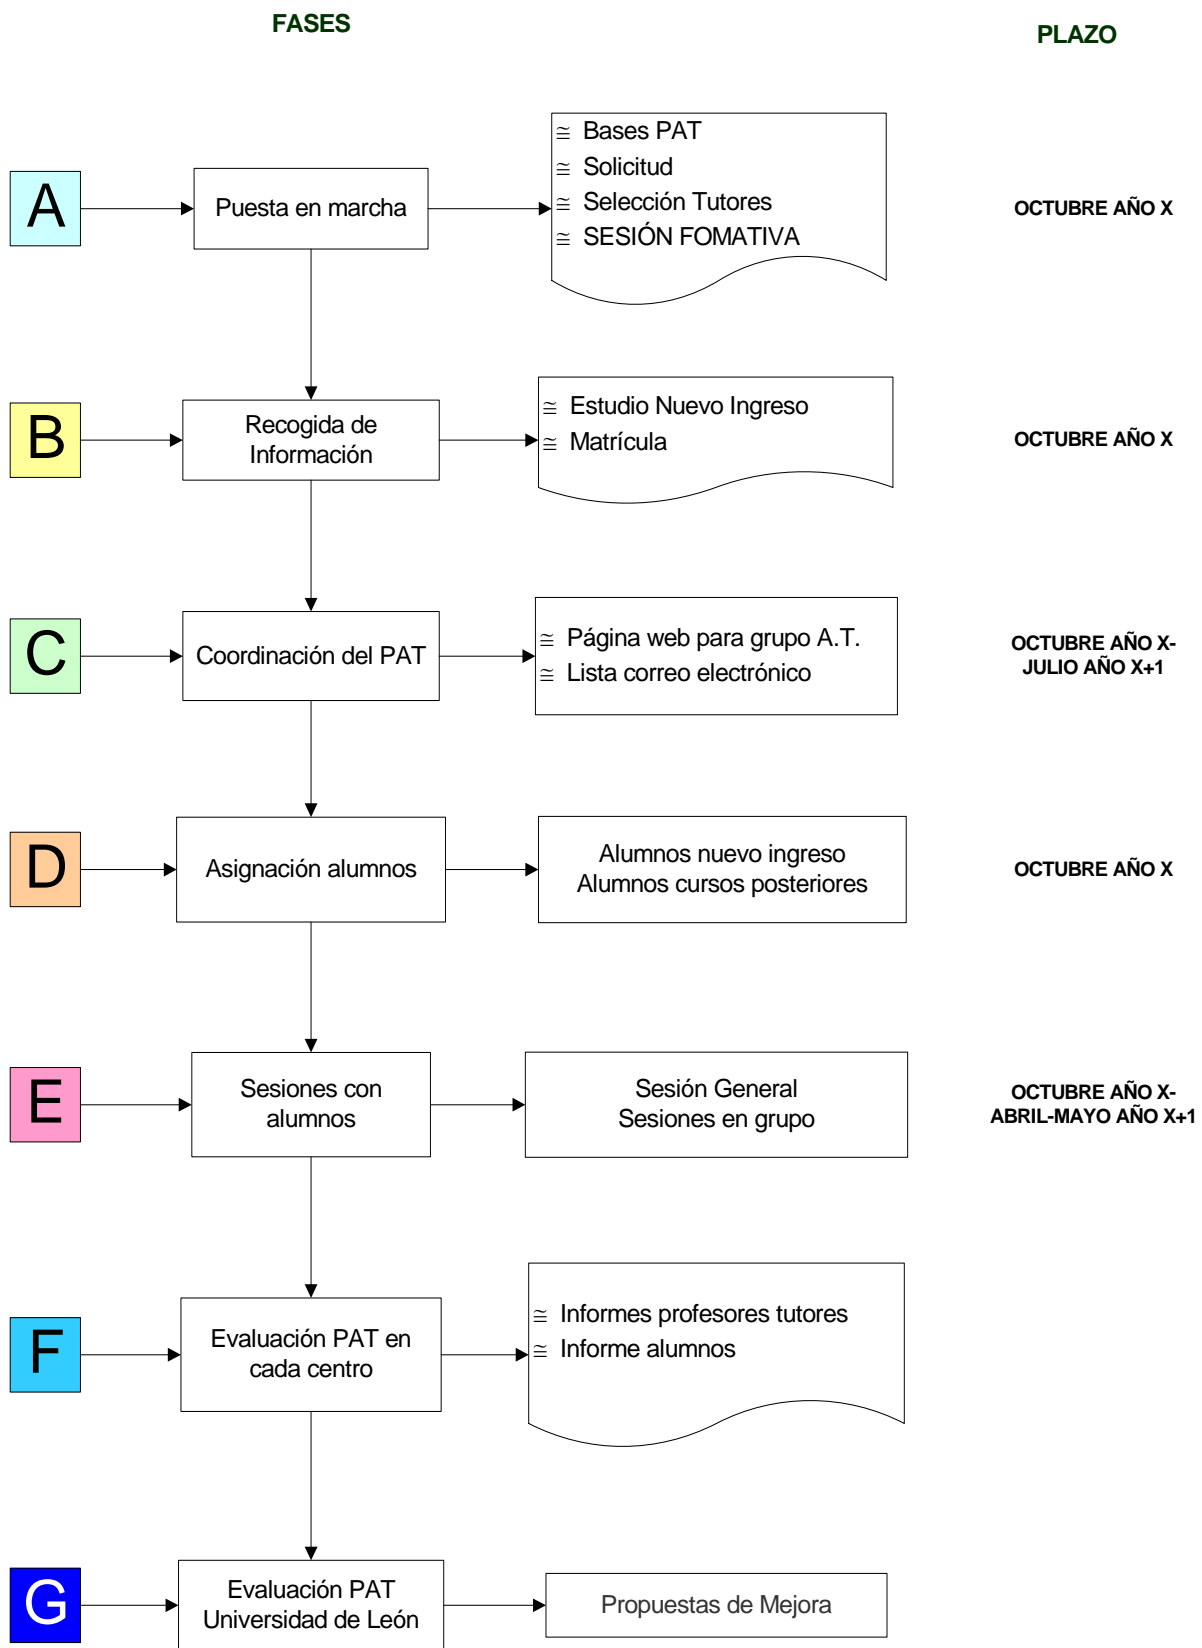 FASES
PLAZO
A
Puesta en marcha
≅ Bases PAT
≅ Solicitud
≅ Selección Tutores
≅ SESIÓN FOMATIVA
OCTUBRE AÑO X
B
Recogida de
Información
≅ Estudio Nuevo Ingreso
≅ Matrícula
OCTUBRE AÑO X
C
Coordinación del PAT
≅ Página web para grupo A.T.
≅ Lista correo electrónico
OCTUBRE AÑO X-
JULIO AÑO X+1
D
Asignación alumnos
Alumnos nuevo ingreso
Alumnos cursos posteriores
OCTUBRE AÑO X
E
Sesiones con
alumnos
Sesión General
Sesiones en grupo
OCTUBRE AÑO X-
ABRIL-MAYO AÑO X+1
F
Evaluación PAT en
cada centro
≅ Informes profesores tutores
≅ Informe alumnos
G
Evaluación PAT
Universidad de León
Propuestas de Mejora